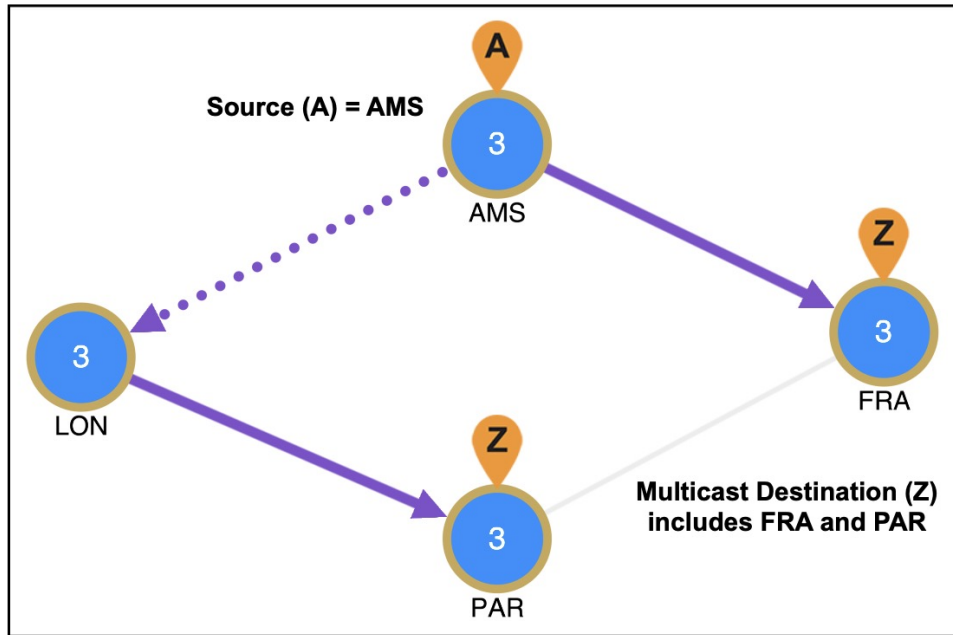 A
Source (A) = AMS
3
AMS
Z
3
FRA
3
LON
Z
3
PAR
Multicast Destination (Z)
includes FRA and PAR